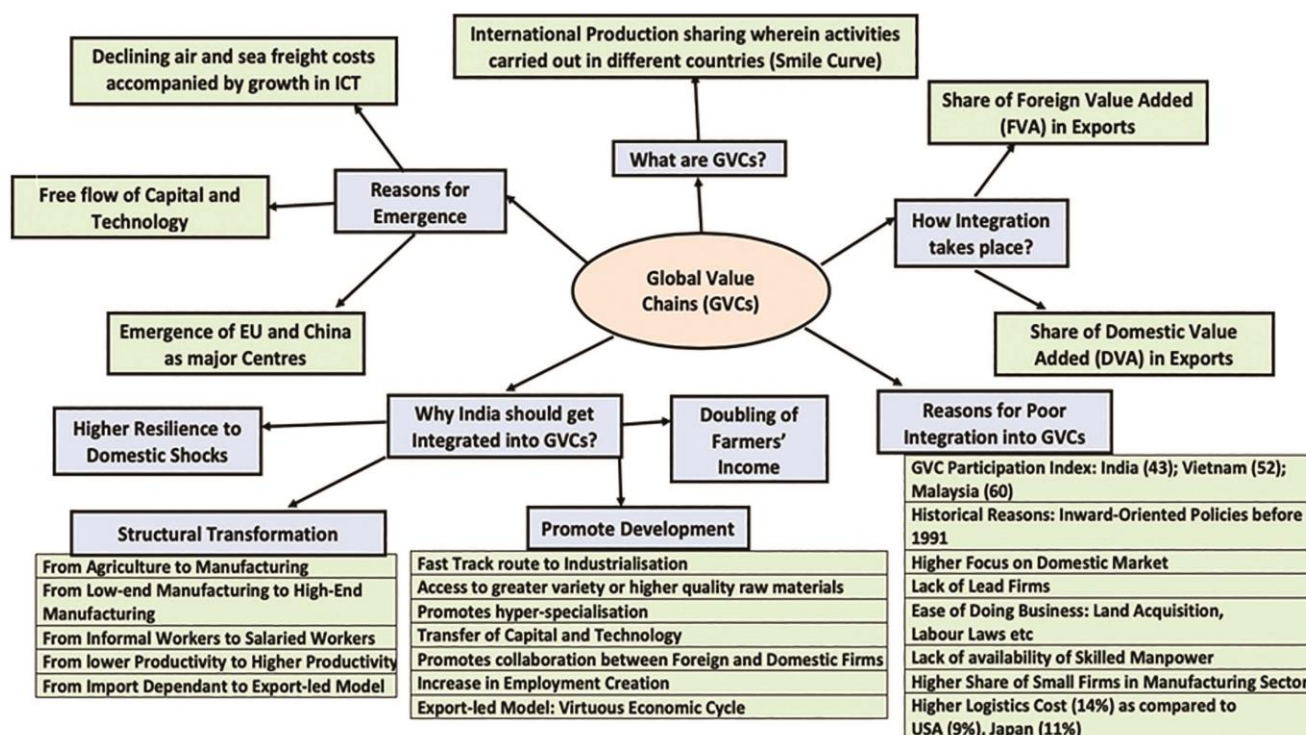 Declining air and sea freight costs
accompanied by growth in ICT
International Production sharing wherein activities
carried out in different countries (Smile Curve)
Share of Foreign Value Added
(FVA) in Exports
What are GVCs?
Free flow of Capital and
Technology
Reasons for
Emergence
How Integration
takes place?
Global Value
Chains (GVCs)
Emergence of EU and China
as major Centres
Share of Domestic Value
Added (DVA) in Exports
Higher Resilience to
Domestic Shocks
Why India should get
Integrated into GVCs?
Doubling of
Farmers'
Income
Reasons for Poor
Integration into GVCs
Structural Transformation
From Agriculture to Manufacturing
From Low-end Manufacturing to High-End
Manufacturing
From Informal Workers to Salaried Workers
From lower Productivity to Higher Productivity
From Import Dependant to Export-led Model
Promote Development
Fast Track route to Industrialisation
Access to greater variety or higher quality raw materials
Promotes hyper-specialisation
Transfer of Capital and Technology
Promotes collaboration between Foreign and Domestic Firms
Increase in Employment Creation
Export-led Model: Virtuous Economic Cycle
GVC Participation Index: India (43); Vietnam (52);
Malaysia (60)
Historical Reasons: Inward-Oriented Policies before
1991
Higher Focus on Domestic Market
Lack of Lead Firms
Ease of Doing Business: Land Acquisition,
Labour Laws etc
Lack of availability of Skilled Manpower
Higher Share of Small Firms in Manufacturing Sector
Higher Logistics Cost (14%) as compared to
USA (9%), Japan (11%)